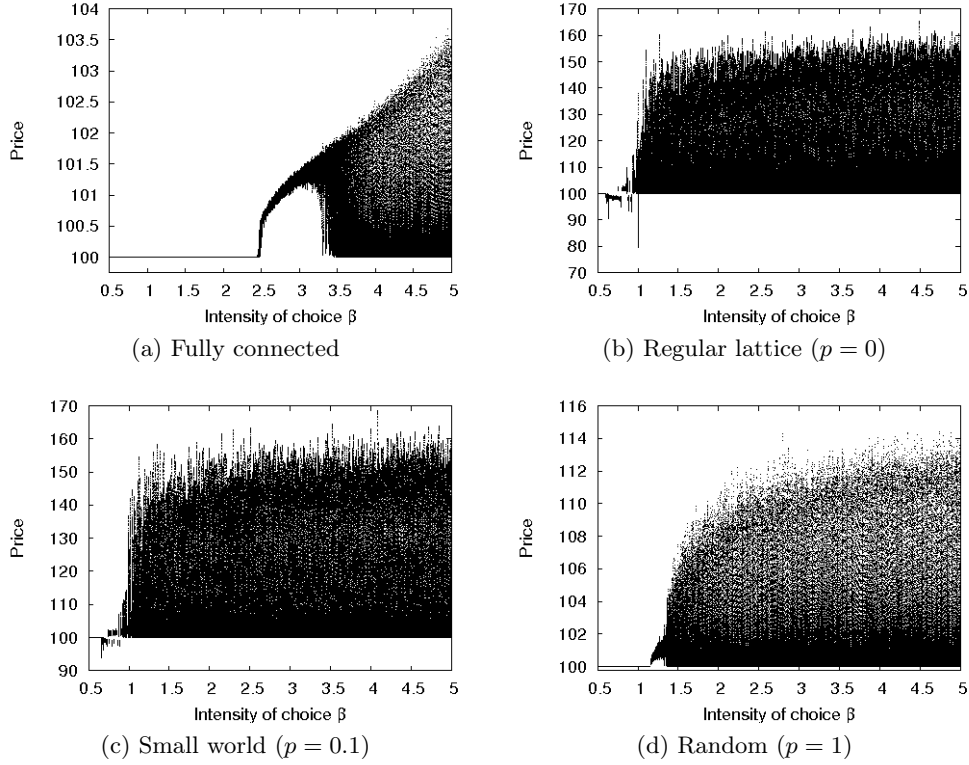 104
103.5
103
102.5
102
101.5
101
100.5
100
Price
0.5 1 1.5 2 2.5 3 3.5 4 4.5 5
Intensity of choice β
(a) Fully connected
170
160
150
140
130
120
110
100
90
80
70
Price
0.5 1 1.5 2 2.5 3 3.5 4 4.5 5
Intensity of choice β
(b) Regular lattice (p = 0)
170
160
150
140
130
120
110
100
90
Price
0.5 1 1.5 2 2.5 3 3.5 4 4.5 5
Intensity of choice β
(c) Small world (p = 0.1)
116
114
112
110
108
106
104
102
100
Price
0.5 1 1.5 2 2.5 3 3.5 4 4.5 5
Intensity of choice β
(d) Random (p = 1)